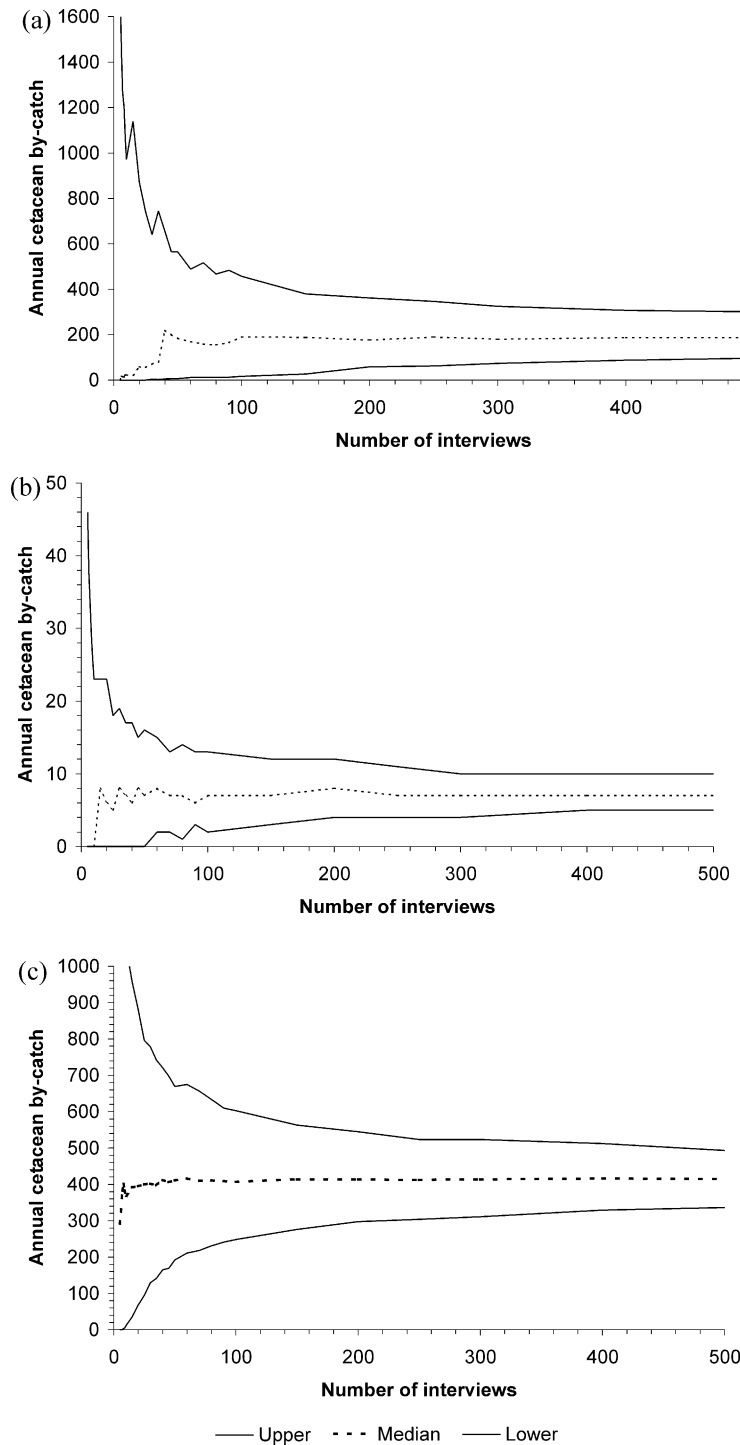 (a)
1600
1400
1200
1000
800
600
400
200
0
Annual cetacean by-catch
0 100 200 300 400
Number of interviews
(b)
50
40
30
20
10
0
Annual cetacean by-catch
0 100 200 300 400 500
Number of interviews
(c)
1000
900
800
700
600
500
400
300
200
100
0
Annual cetacean by-catch
0 100 200 300 400 500
Number of interviews
Upper Median Lower